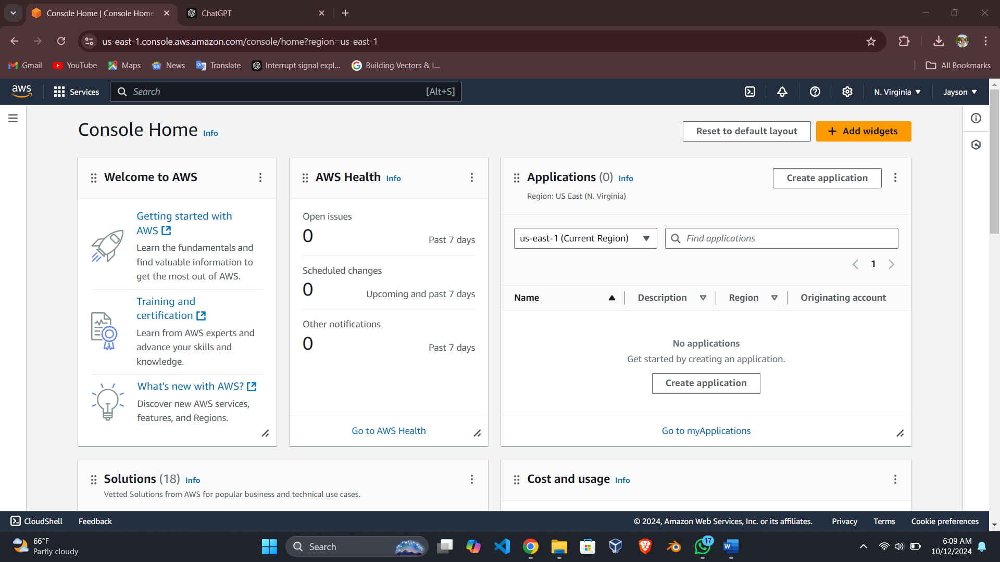 Console Home | Console Home
ChatGPT
us-east-1.console.aws.amazon.com/console/home?region=us-east-1
Gmail
YouTube
Maps
News
Translate
Interrupt signal expl...
Building Vectors & I...
All Bookmarks
aws
Services
Search
[Alt+S]
N. Virginia
Jayson
Console Home Info
Reset to default layout
Add widgets
Welcome to AWS
Getting started with
AWS
Learn the fundamentals and
find valuable information to
get the most out of AWS.
Training and
certification
Learn from AWS experts and
advance your skills and
knowledge.
What's new with AWS?
Discover new AWS services,
features, and Regions.
AWS Health Info
Open issues
0
Past 7 days
Scheduled changes
0
Upcoming and past 7 days
Other notifications
0
Past 7 days
Go to AWS Health
Applications (0) Info
Region: US East (N. Virginia)
Create application
us-east-1 (Current Region)
Find applications
1
Name
Description
Region
Originating account
No applications
Get started by creating an application.
Create application
Go to myApplications
Solutions (18) Info
Vetted Solutions from AWS for popular business and technical use cases.
Cost and usage Info
CloudShell
Feedback
© 2024, Amazon Web Services, Inc. or its affiliates.
Privacy
Terms
Cookie preferences
66°F
Partly cloudy
Search
17
6:09 AM
10/12/2024